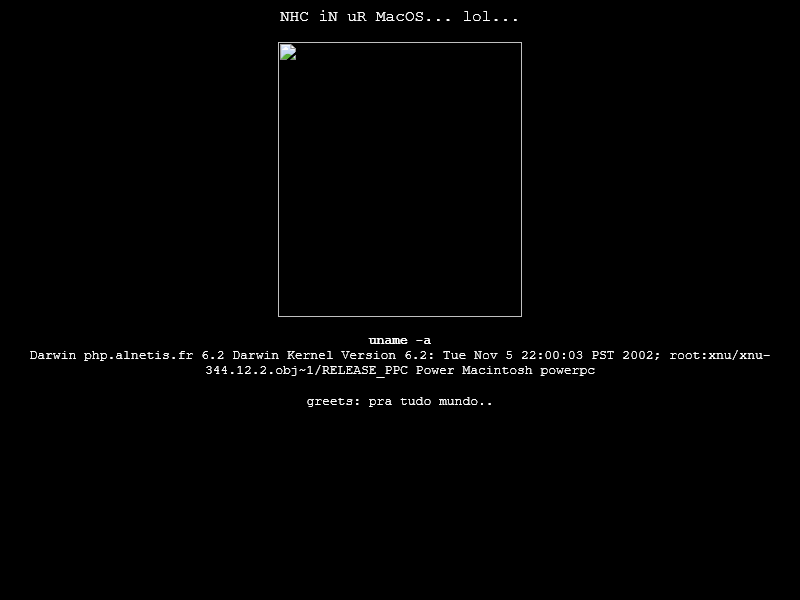 NHC iN uR MacOS... lol...
uname -a
Darwin php.alnetis.fr 6.2 Darwin Kernel Version 6.2: Tue Nov 5 22:00:03 PST 2002; root:xnu/xnu-
344.12.2.obj~1/RELEASE_PPC Power Macintosh powerpc
greets: pra tudo mundo..